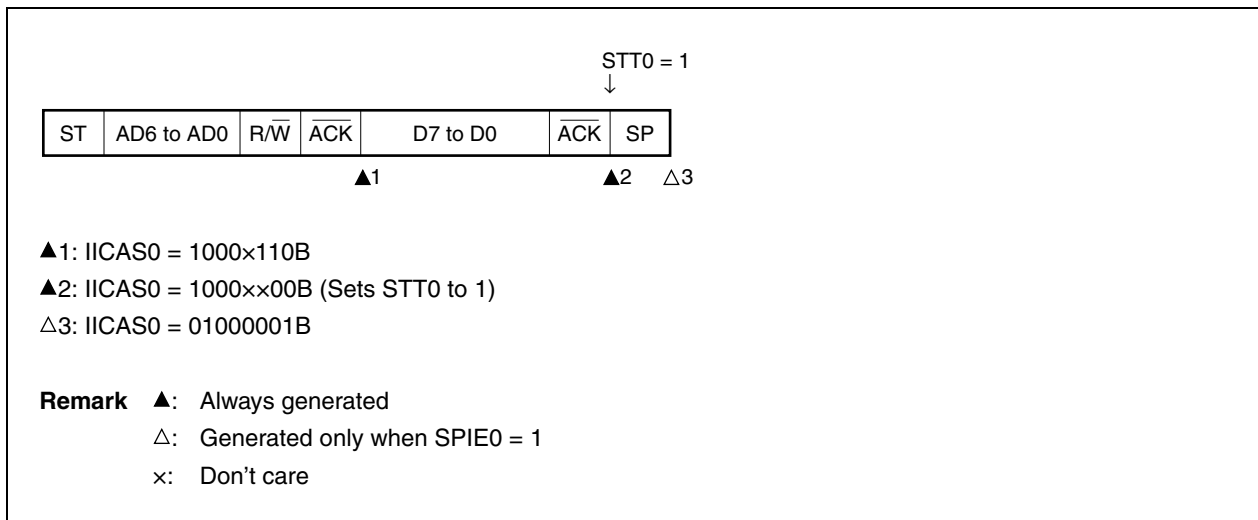 STT0 = 1
↓
ST AD6 to AD0 R/W̅ A̅C̅K̅ D7 to D0 A̅C̅K̅ SP
▲1 ▲2 △3
▲1: IICAS0 = 1000×110B
▲2: IICAS0 = 1000××00B (Sets STT0 to 1)
△3: IICAS0 = 01000001B
Remark ▲: Always generated
△: Generated only when SPIE0 = 1
×: Don't care